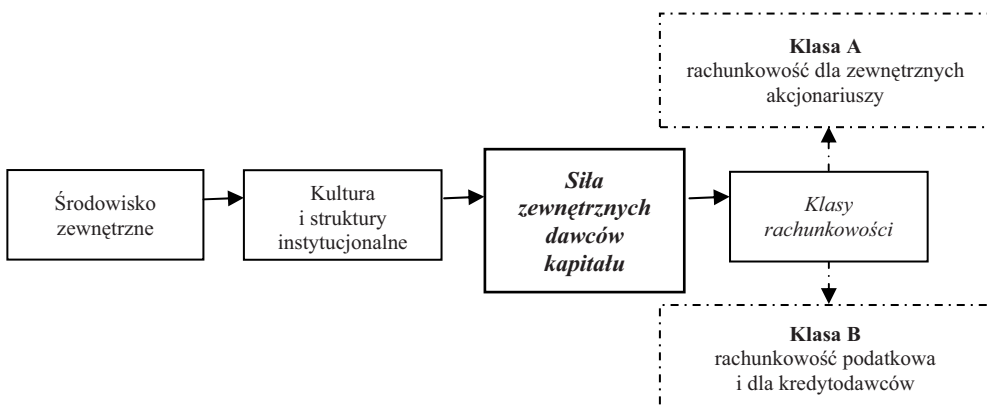 Klasa A
rachunkowość dla zewnętrznych
akcjonariuszy
Środowisko
zewnętrzne
Kultura
i struktury
instytucjonalne
Siła
zewnętrznych
dawców
kapitału
Klasy
rachunkowości
Klasa B
rachunkowość podatkowa
i dla kredytodawców